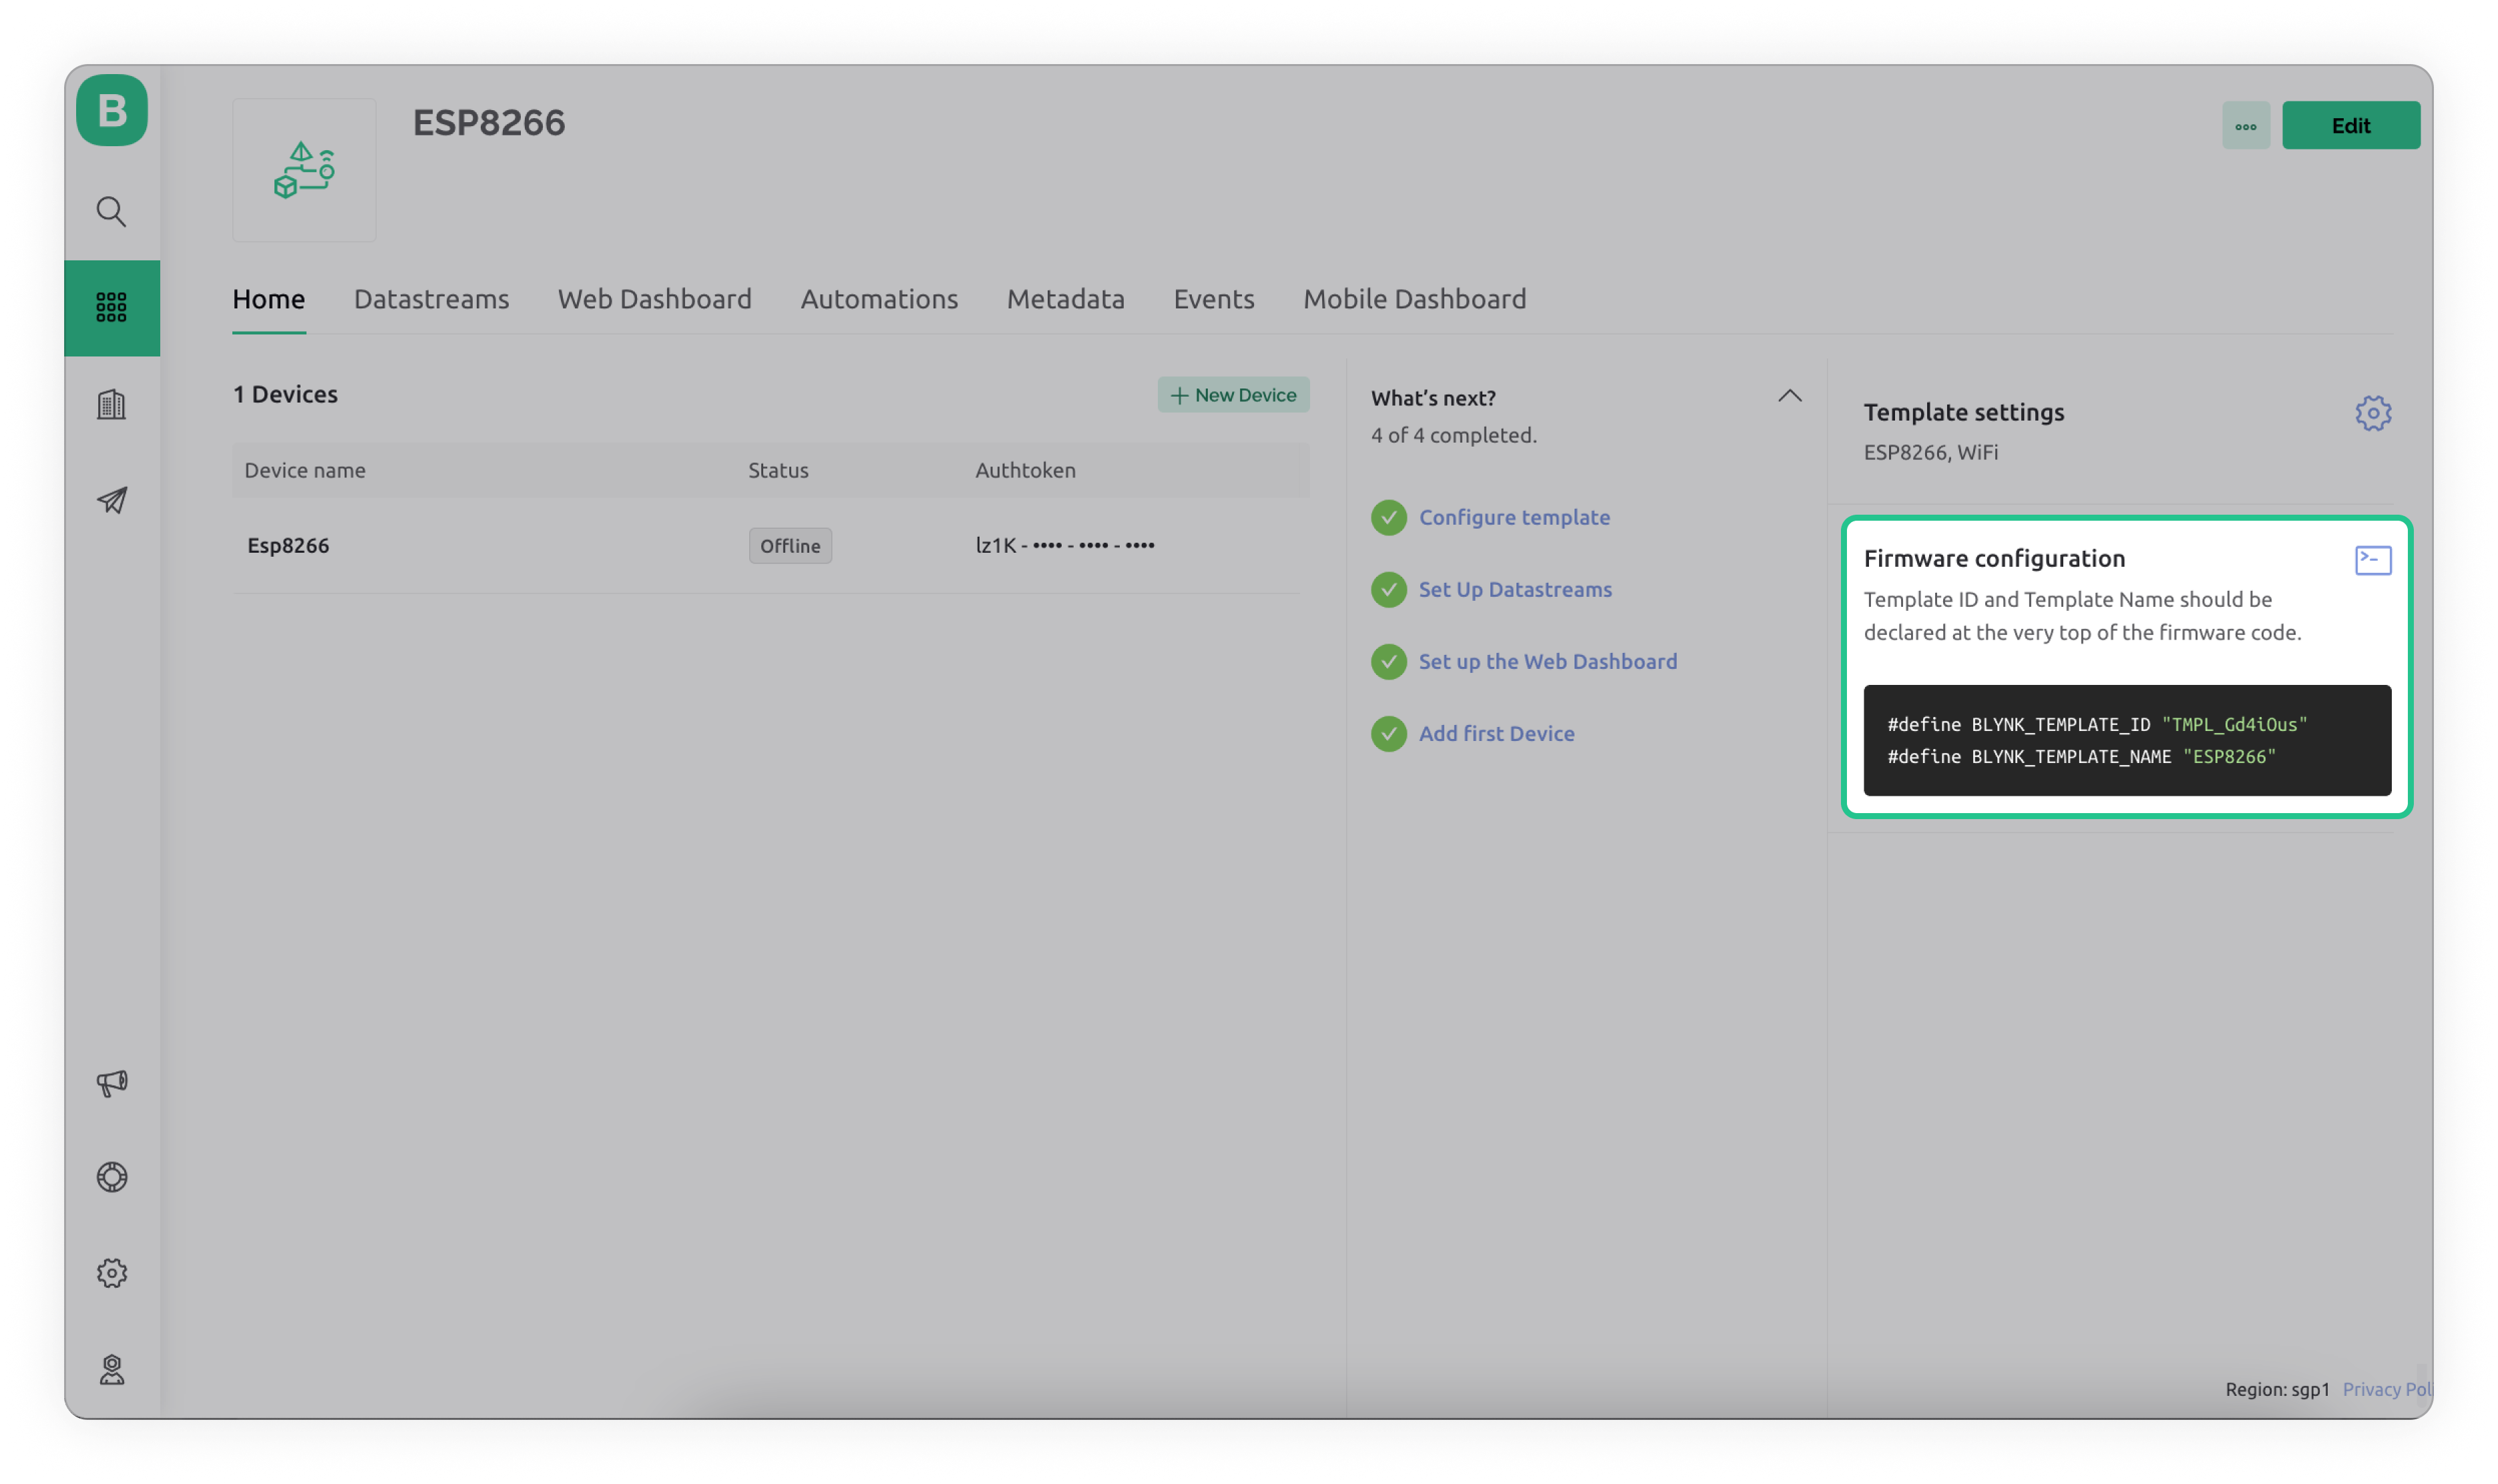 B
ESP8266
Edit
Home Datastreams Web Dashboard Automations Metadata Events Mobile Dashboard
1 Devices
+ New Device
Device name Status Authtoken
Esp8266 Offline lz1K - •••• - •••• - ••••
What's next?
4 of 4 completed.
Configure template
Set Up Datastreams
Set up the Web Dashboard
Add first Device
Template settings
ESP8266, WiFi
Firmware configuration
Template ID and Template Name should be
declared at the very top of the firmware code.
#define BLYNK_TEMPLATE_ID "TMPL_Gd4iOus"
#define BLYNK_TEMPLATE_NAME "ESP8266"
Region: sgp1 Privacy Pol